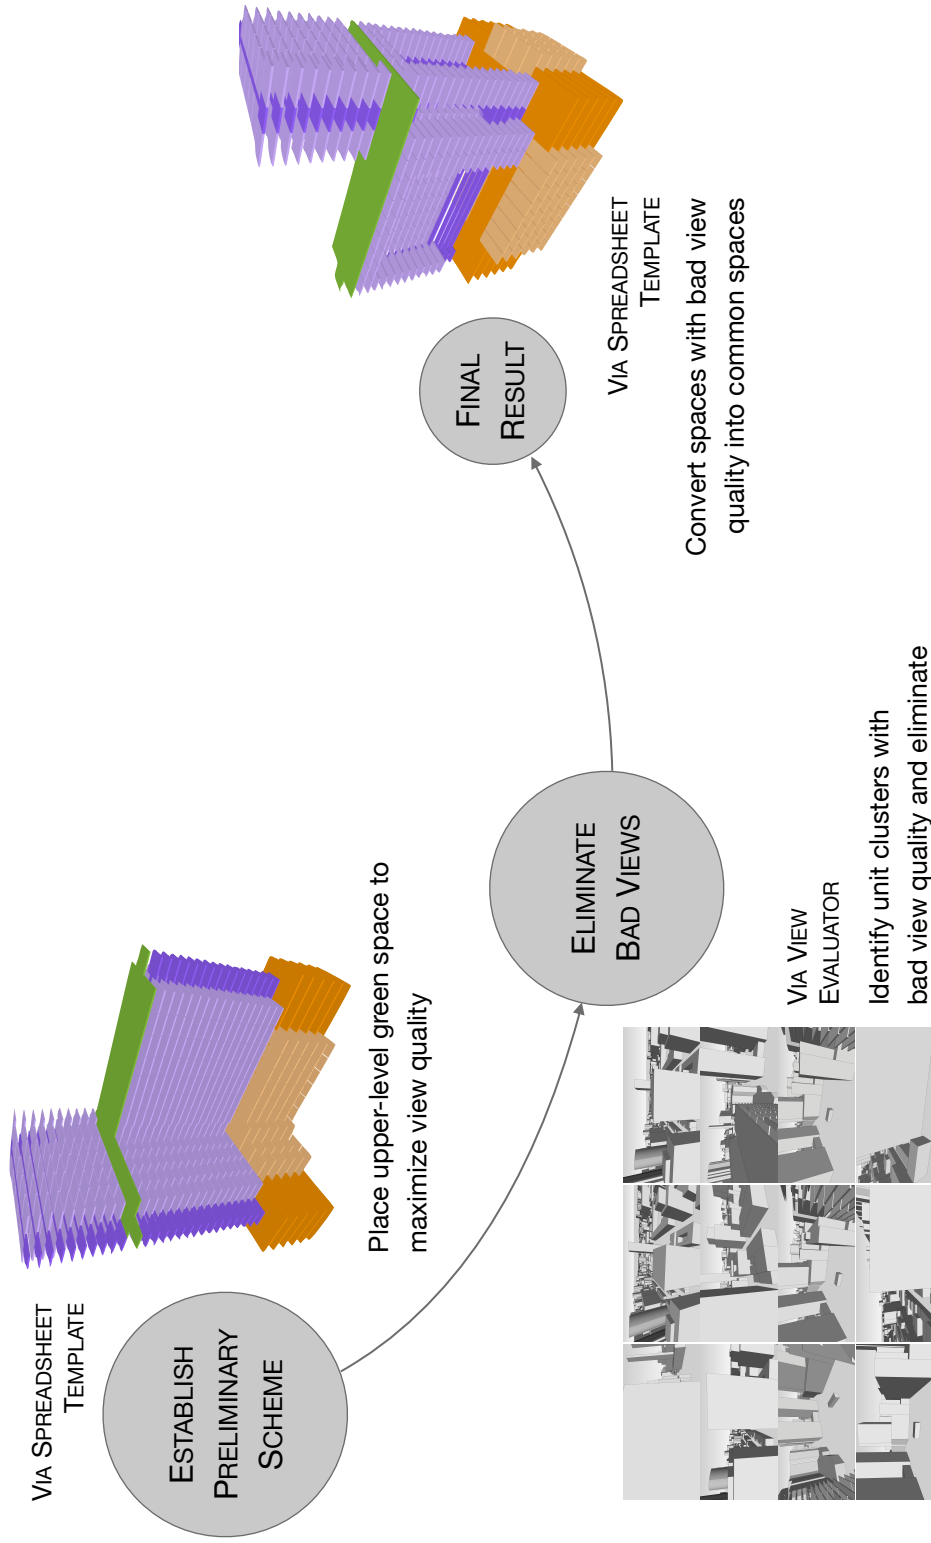 VIA SPREADSHEET
TEMPLATE
ESTABLISH
PRELIMINARY
SCHEME
Place upper-level green space to
maximize view quality
ELIMINATE
BAD VIEWS
VIA VIEW
EVALUATOR
Identify unit clusters with
bad view quality and eliminate
FINAL
RESULT
VIA SPREADSHEET
TEMPLATE
Convert spaces with bad view
quality into common spaces